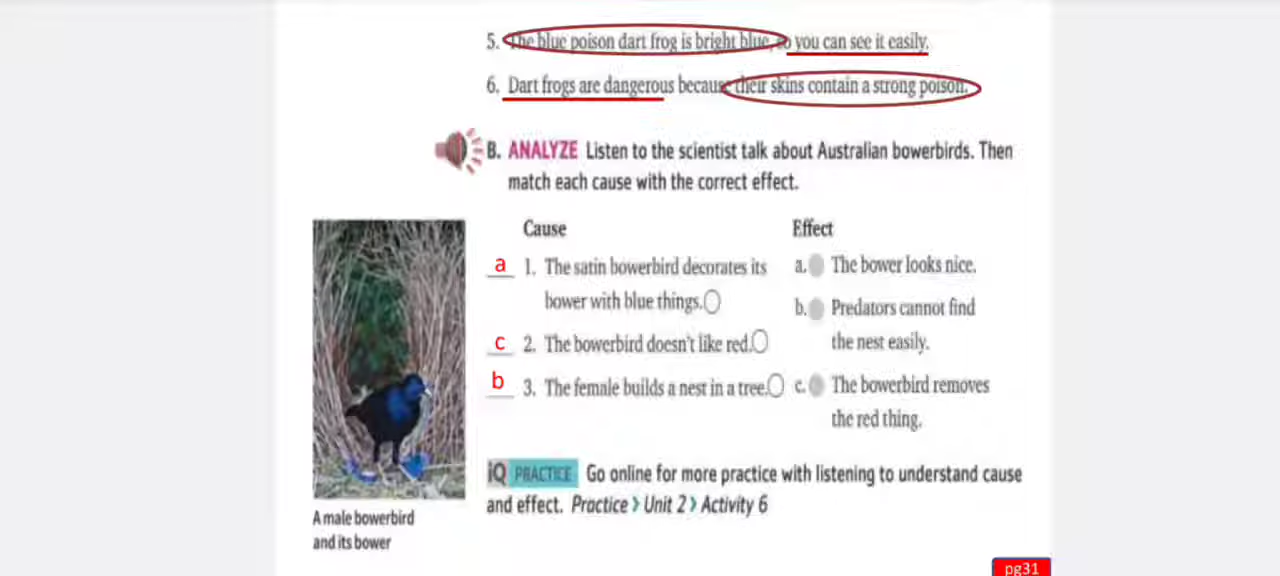 5. The blue poison dart frog is bright blue, so you can see it easily.
6. Dart frogs are dangerous because their skins contain a strong poison.
B. ANALYZE Listen to the scientist talk about Australian bowerbirds. Then
match each cause with the correct effect.
Cause
Effect
a 1. The satin bowerbird decorates its
bower with blue things.
c 2. The bowerbird doesn't like red.
b 3. The female builds a nest in a tree.
a. The bower looks nice.
b. Predators cannot find
the nest easily.
c. The bowerbird removes
the red thing.
iQ PRACTICE Go online for more practice with listening to understand cause
and effect. Practice > Unit 2 > Activity 6
A male bowerbird
and its bower
pg31